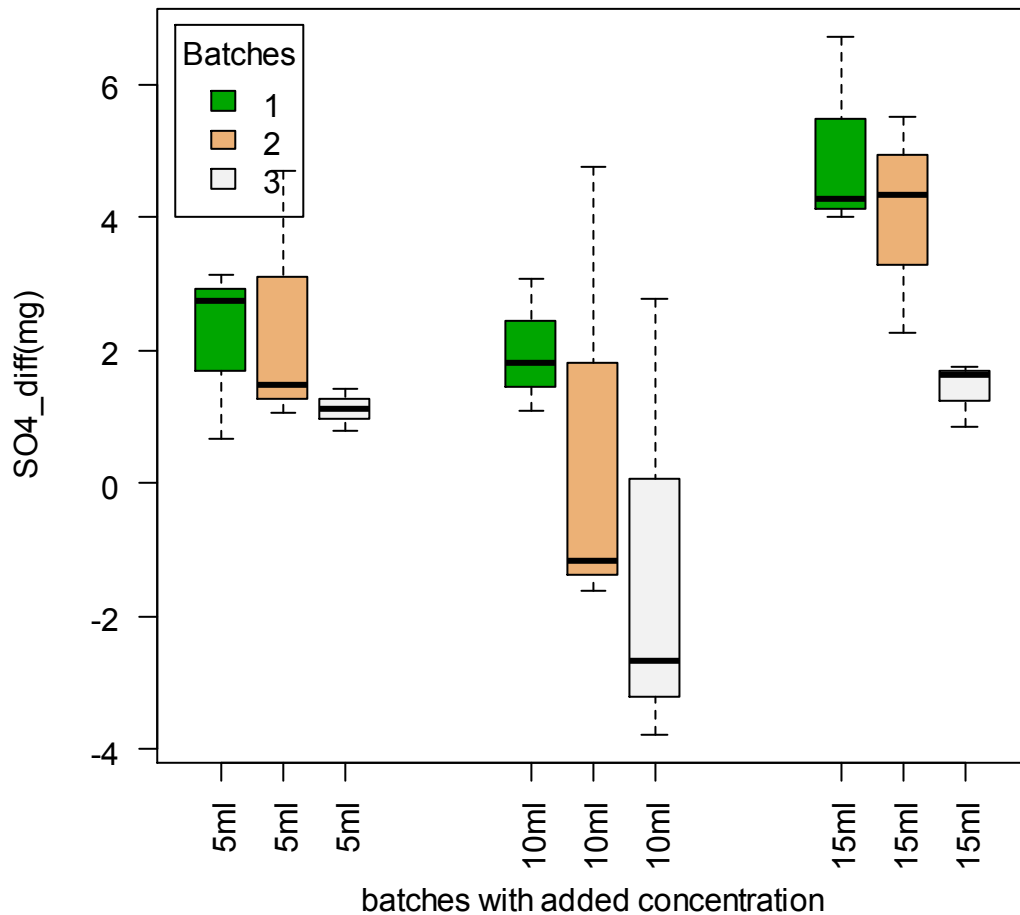 Batches
1
2
3
6
4
2
0
-2
-4
SO4_diff(mg)
5ml
5ml
5ml
10ml
10ml
10ml
15ml
15ml
15ml
batches with added concentration